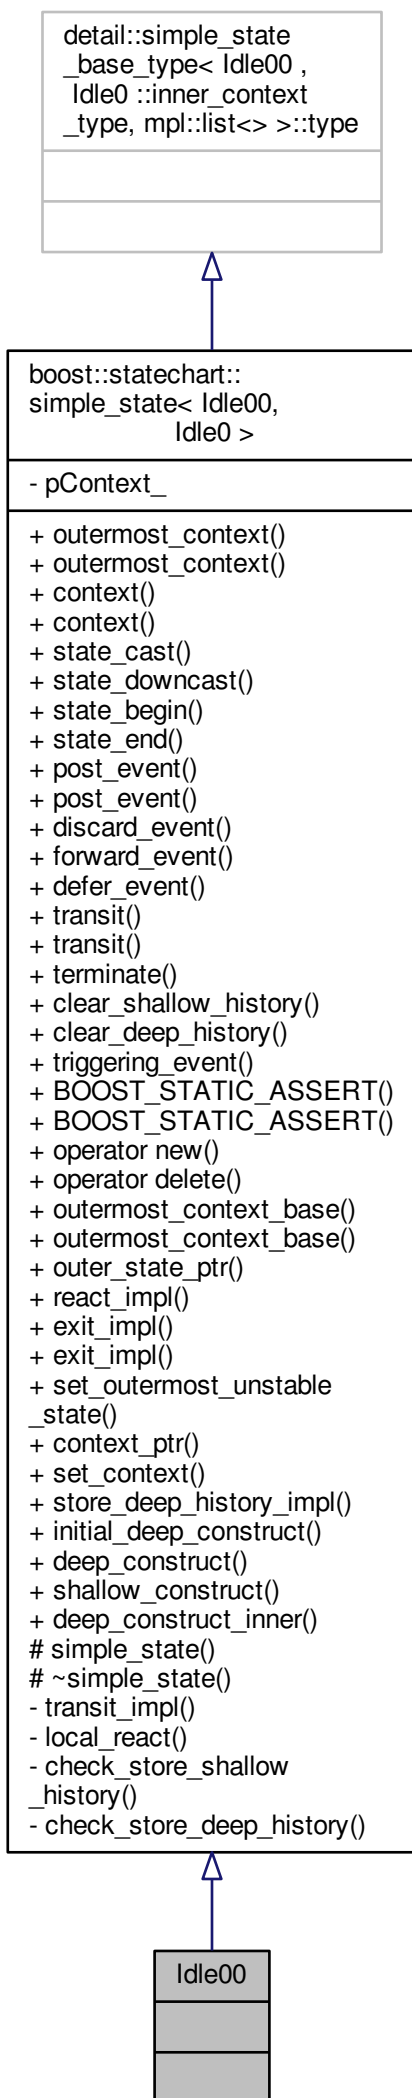 detail::simple_state
_base_type< Idle00 ,
Idle0 ::inner_context
_type, mpl::list<> >::type
boost::statechart::
simple_state< Idle00,
Idle0 >
- pContext_
+ outermost_context()
+ outermost_context()
+ context()
+ context()
+ state_cast()
+ state_downcast()
+ state_begin()
+ state_end()
+ post_event()
+ post_event()
+ discard_event()
+ forward_event()
+ defer_event()
+ transit()
+ transit()
+ terminate()
+ clear_shallow_history()
+ clear_deep_history()
+ triggering_event()
+ BOOST_STATIC_ASSERT()
+ BOOST_STATIC_ASSERT()
+ operator new()
+ operator delete()
+ outermost_context_base()
+ outermost_context_base()
+ outer_state_ptr()
+ react_impl()
+ exit_impl()
+ exit_impl()
+ set_outermost_unstable
_state()
+ context_ptr()
+ set_context()
+ store_deep_history_impl()
+ initial_deep_construct()
+ deep_construct()
+ shallow_construct()
+ deep_construct_inner()
# simple_state()
# ~simple_state()
- transit_impl()
- local_react()
- check_store_shallow
_history()
- check_store_deep_history()
Idle00